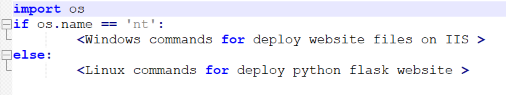 import os
if os.name == 'nt':
        <Windows commands for deploy website files on IIS >
else:
        <Linux commands for deploy python flask website >